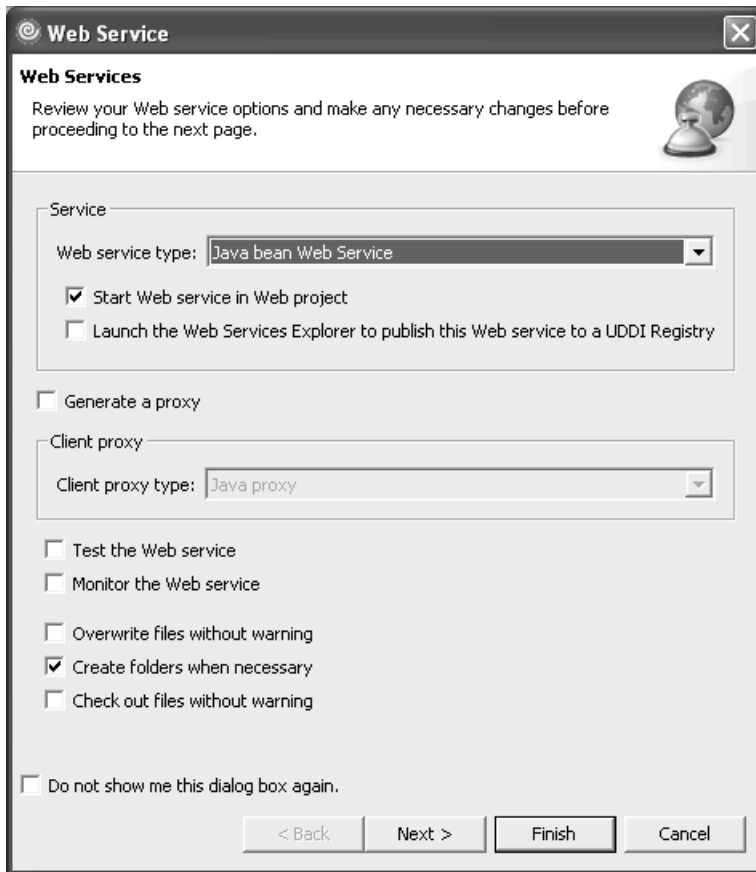 Web Service
Web Services
Review your Web service options and make any necessary changes before
proceeding to the next page.
Service
Web service type: Java bean Web Service
Start Web service in Web project
Launch the Web Services Explorer to publish this Web service to a UDDI Registry
Generate a proxy
Client proxy
Client proxy type: Java proxy
Test the Web service
Monitor the Web service
Overwrite files without warning
Create folders when necessary
Check out files without warning
Do not show me this dialog box again.
< Back Next > Finish Cancel